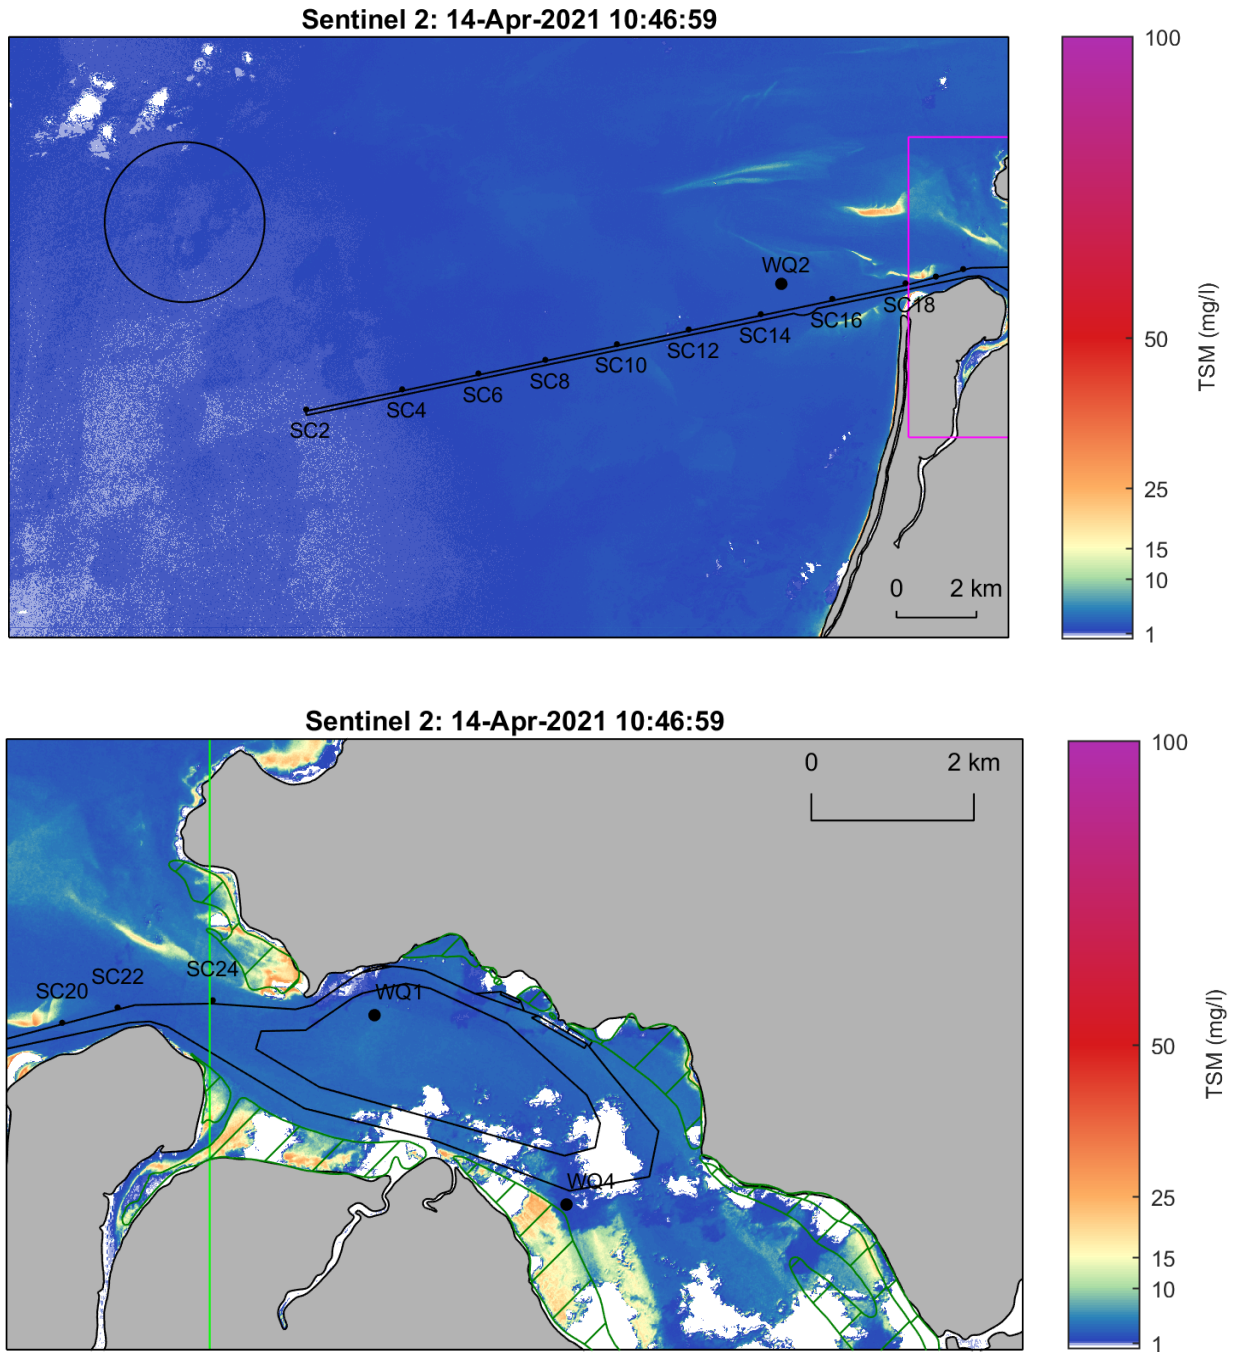 Sentinel 2: 14-Apr-2021 10:46:59
100
50
25
15
10
1
TSM (mg/l)
WQ2
SC18
SC16
SC14
SC12
SC10
SC8
SC6
SC4
SC2
0 2 km
Sentinel 2: 14-Apr-2021 10:46:59
0 2 km
100
50
25
15
10
1
TSM (mg/l)
SC24
SC22
SC20
WQ1
WQ4